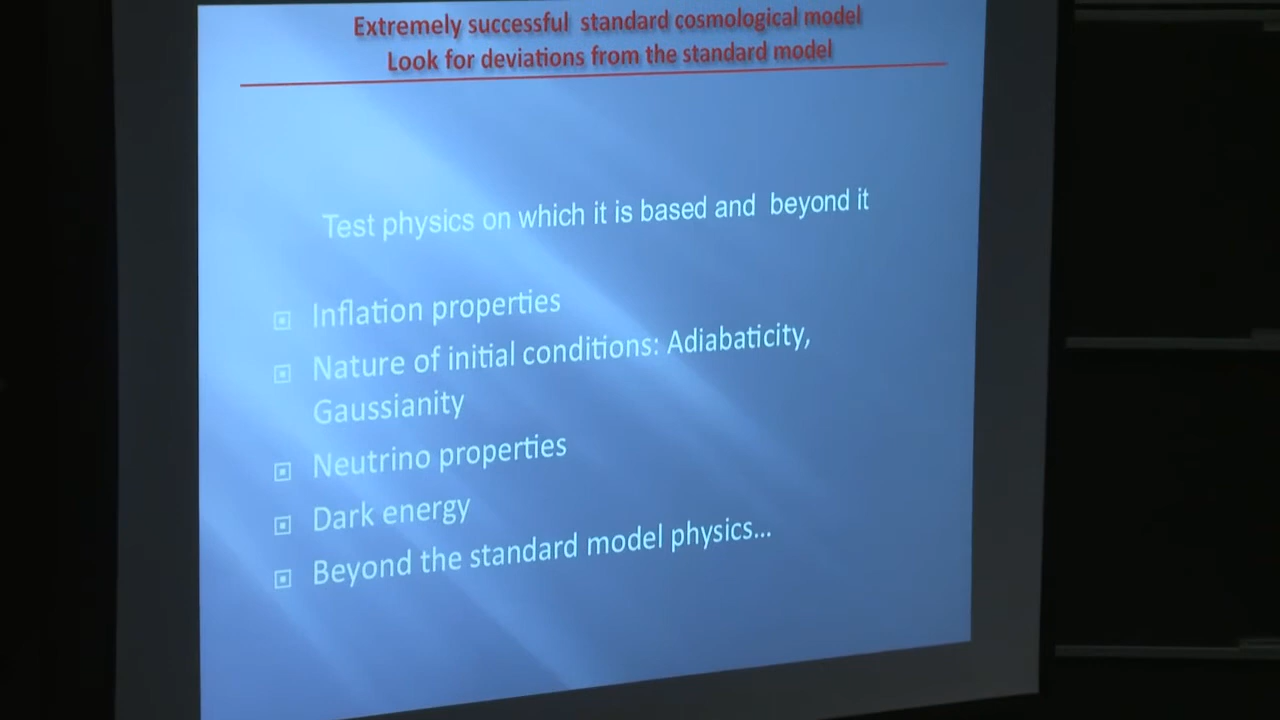 Extremely successful standard cosmological model
Look for deviations from the standard model
Test physics on which it is based and beyond it
Inflation properties
Nature of initial conditions: Adiabaticity,
Gaussianity
Neutrino properties
Dark energy
Beyond the standard model physics...